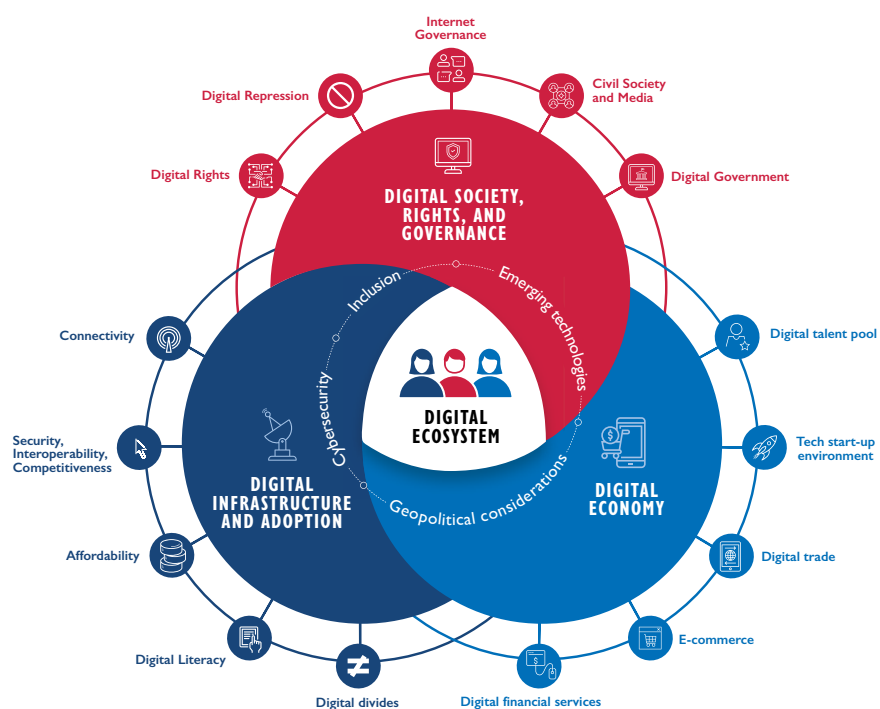 Internet
Governance
Digital Repression
Civil Society
and Media
Digital Rights
Digital Government
DIGITAL SOCIETY,
RIGHTS, AND
GOVERNANCE
Inclusion
Emerging technologies
Connectivity
Digital talent pool
Cybersecurity
DIGITAL
ECOSYSTEM
Security,
Interoperability,
Competitiveness
Tech start-up
environment
DIGITAL
INFRASTRUCTURE
AND ADOPTION
DIGITAL
ECONOMY
Geopolitical considerations
Affordability
Digital trade
Digital Literacy
E-commerce
Digital divides
Digital financial services